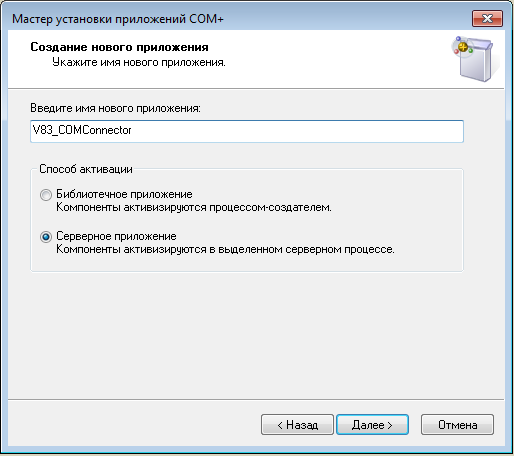 Мастер установки приложений COM+
Создание нового приложения
Укажите имя нового приложения.
Введите имя нового приложения:
V83_COMConnector
Способ активации
Библиотечное приложение
Компоненты активизируются процессом-создателем.
Серверное приложение
Компоненты активизируются в выделенном серверном процессе.
< Назад
Далее >
Отмена